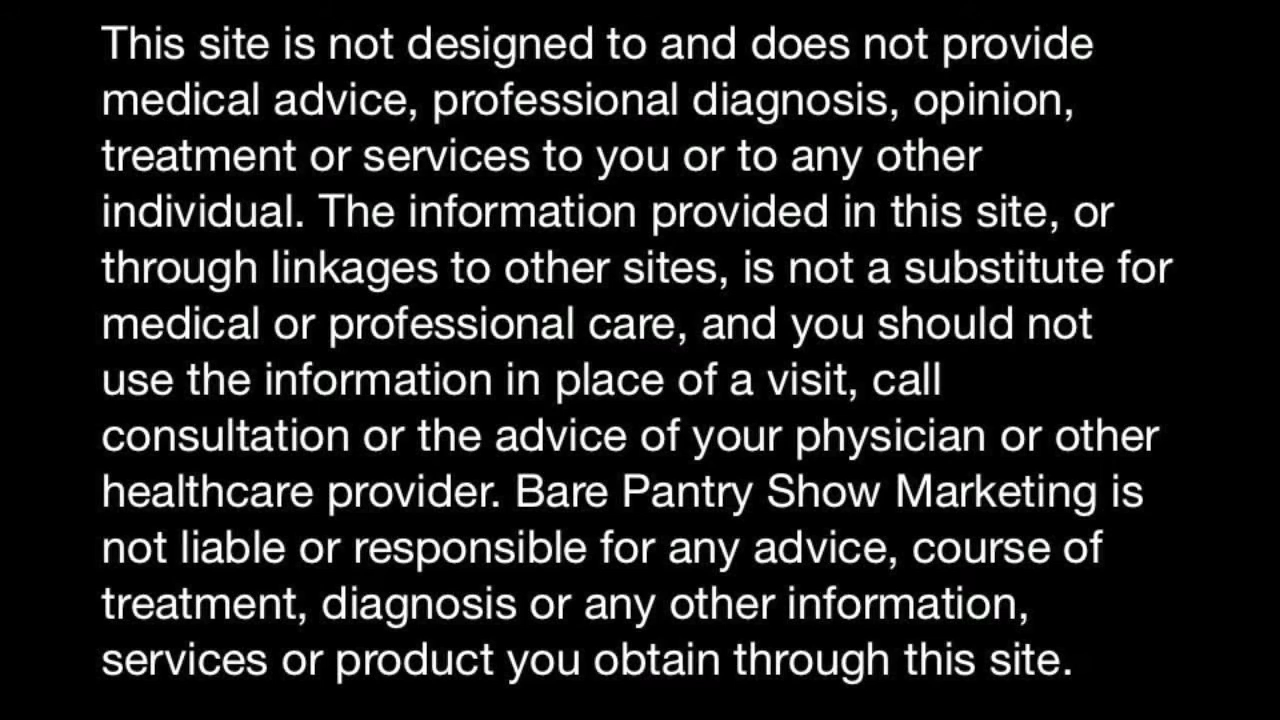 This site is not designed to and does not provide
medical advice, professional diagnosis, opinion,
treatment or services to you or to any other
individual. The information provided in this site, or
through linkages to other sites, is not a substitute for
medical or professional care, and you should not
use the information in place of a visit, call
consultation or the advice of your physician or other
healthcare provider. Bare Pantry Show Marketing is
not liable or responsible for any advice, course of
treatment, diagnosis or any other information,
services or product you obtain through this site.